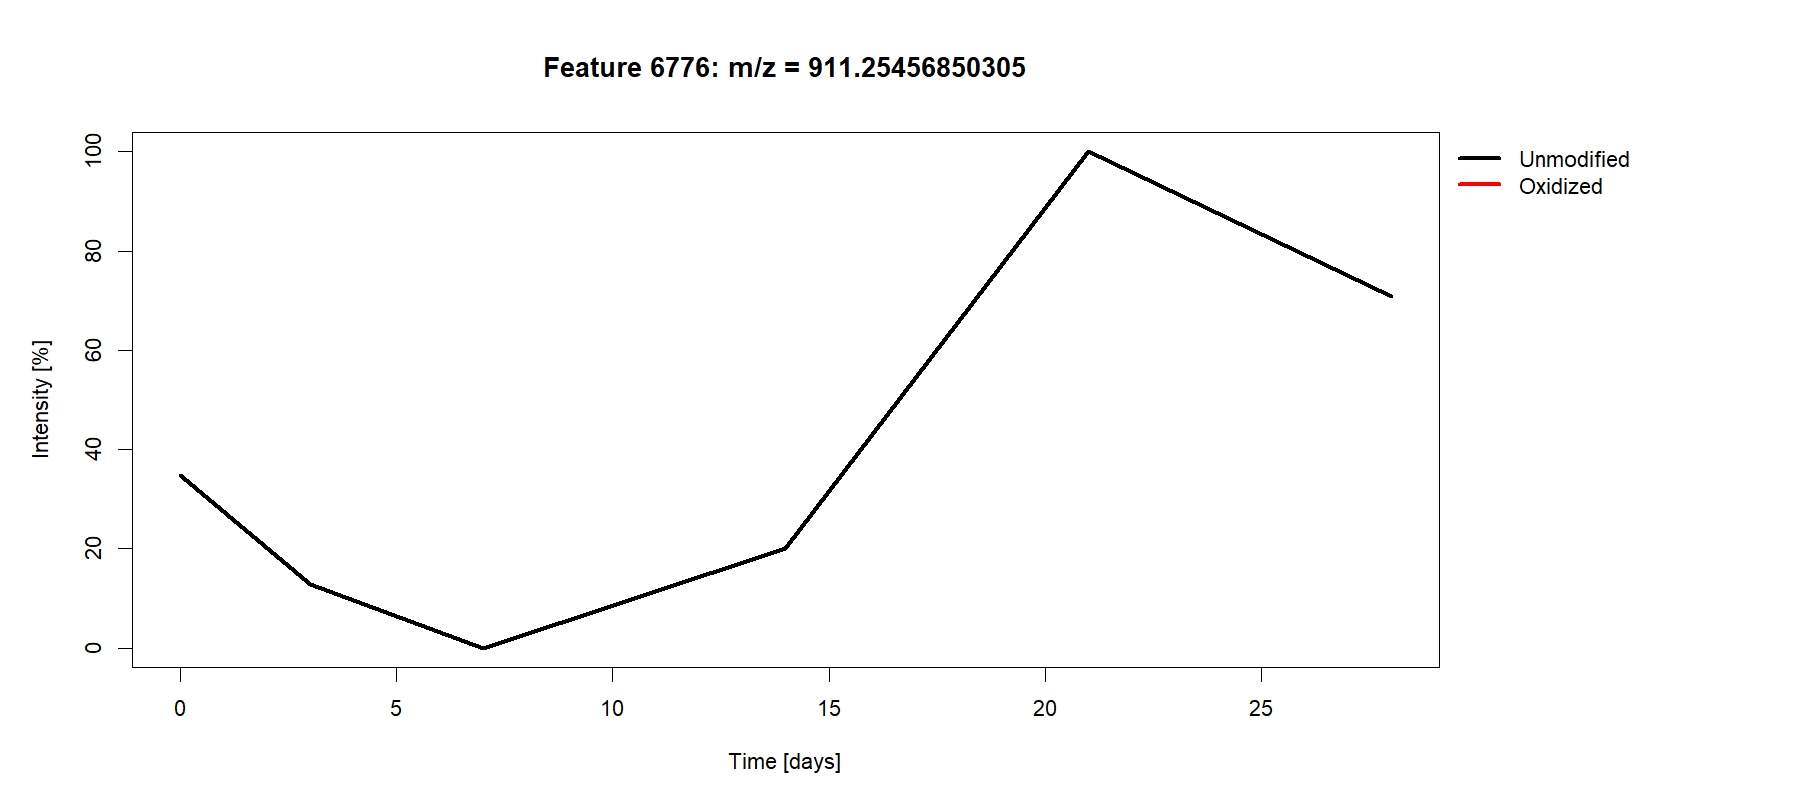 Feature 6776: m/z = 911.25456850305
Unmodified
Oxidized
Intensity [%]
100
80
60
40
20
0
0 5 10 15 20 25
Time [days]